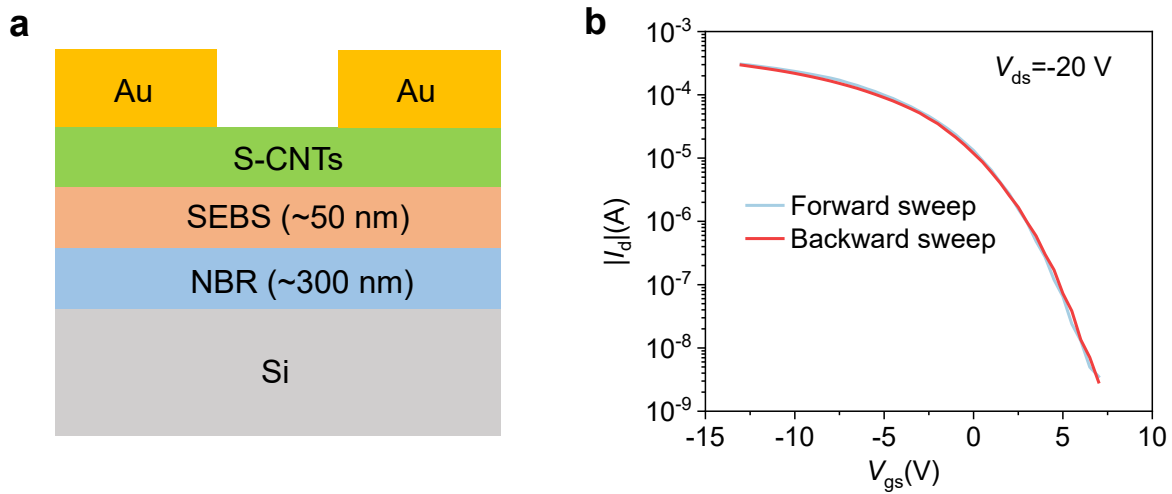 a
Au
Au
S-CNTs
SEBS (~50 nm)
NBR (~300 nm)
Si
b
10⁻³
10⁻⁴
10⁻⁵
10⁻⁶
10⁻⁷
10⁻⁸
10⁻⁹
|I_d|(A)
V_ds=-20 V
Forward sweep
Backward sweep
-15
-10
-5
0
5
10
V_gs(V)